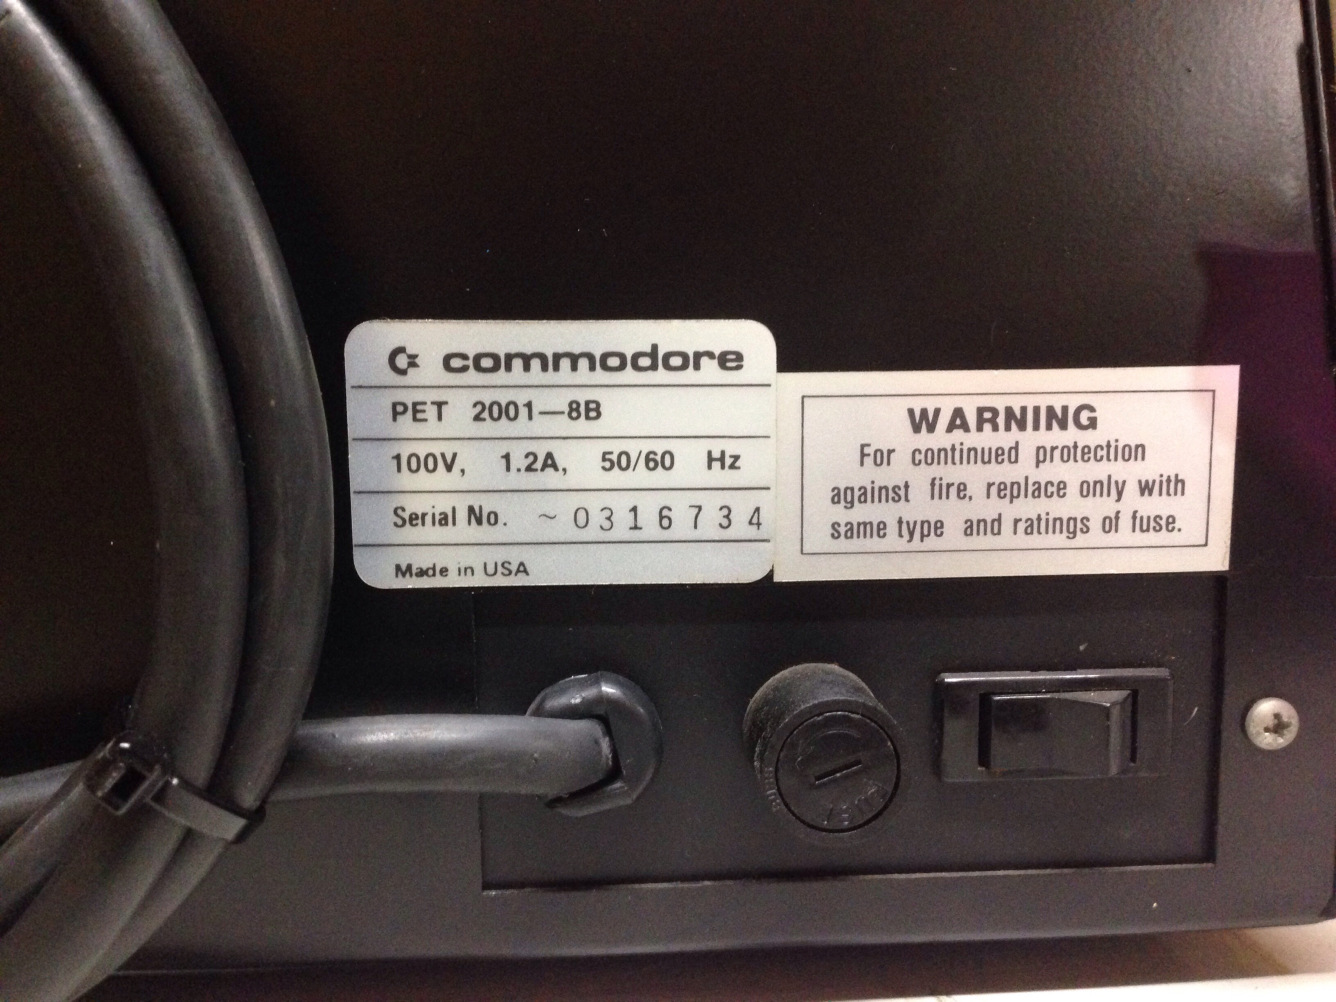 commodore
PET 2001—8B
100V, 1.2A, 50/60 Hz
Serial No. ~0316734
Made in USA
WARNING
For continued protection
against fire, replace only with
same type and ratings of fuse.